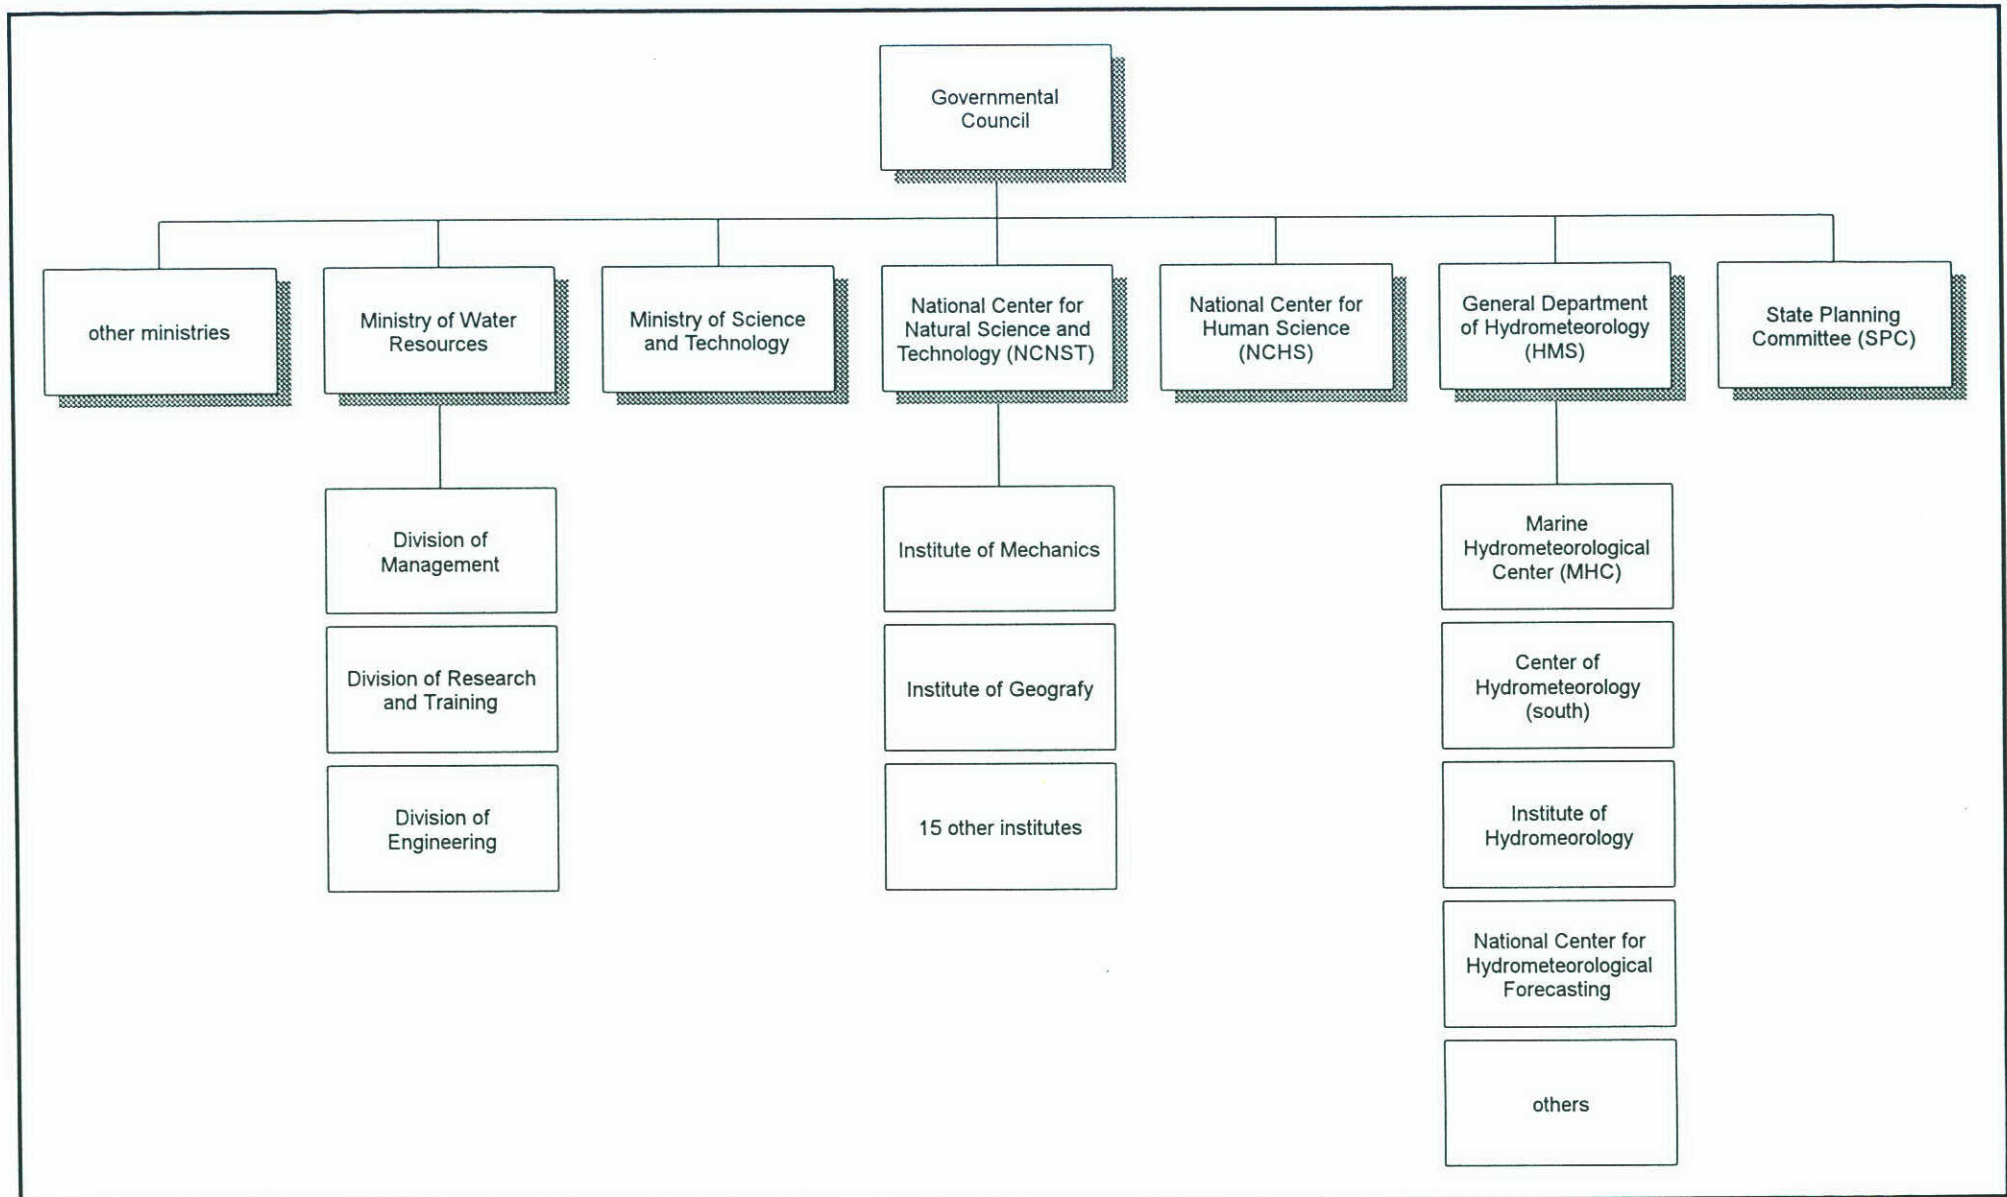 Governmental
Council
other ministries
Ministry of Water
Resources
Ministry of Science
and Technology
National Center for
Natural Science and
Technology (NCNST)
National Center for
Human Science
(NCHS)
General Department
of Hydrometeorology
(HMS)
State Planning
Committee (SPC)
Division of
Management
Division of Research
and Training
Division of
Engineering
Institute of Mechanics
Institute of Geografy
15 other institutes
Marine
Hydrometeorological
Center (MHC)
Center of
Hydrometeorology
(south)
Institute of
Hydromeorology
National Center for
Hydrometeorological
Forecasting
others